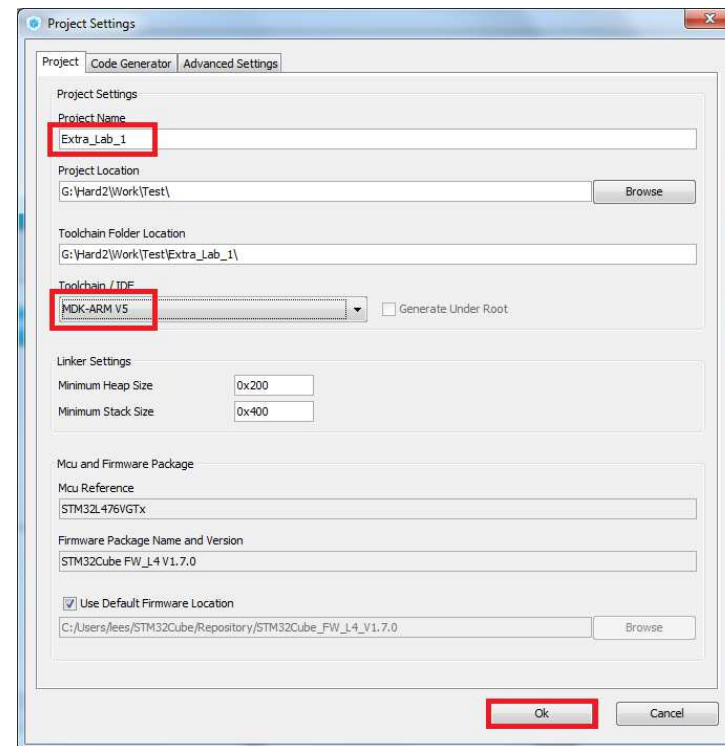 Project Settings
Project Code Generator Advanced Settings
Project Settings
Project Name
Extra_Lab_1
Project Location
G:\Hard2\Work\Test\ Browse
Toolchain Folder Location
G:\Hard2\Work\Test\Extra_Lab_1\
Toolchain / IDE
MDK-ARM V5 Generate Under Root
Linker Settings
Minimum Heap Size 0x200
Minimum Stack Size 0x400
Mcu and Firmware Package
Mcu Reference
STM32L476VGTx
Firmware Package Name and Version
STM32Cube FW_L4 V1.7.0
Use Default Firmware Location
C:/Users/lees/STM32Cube/Repository/STM32Cube_FW_L4_V1.7.0 Browse
Ok Cancel